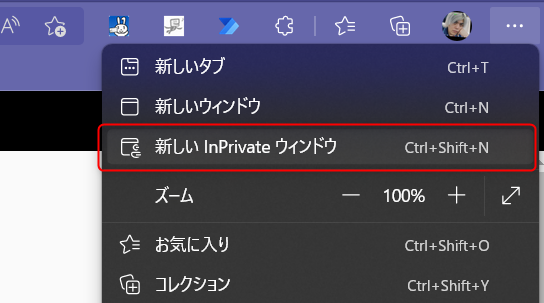 新しいタブ Ctrl+T
新しいウィンドウ Ctrl+N
新しい InPrivate ウィンドウ Ctrl+Shift+N
ズーム — 100% +
お気に入り Ctrl+Shift+O
コレクション Ctrl+Shift+Y